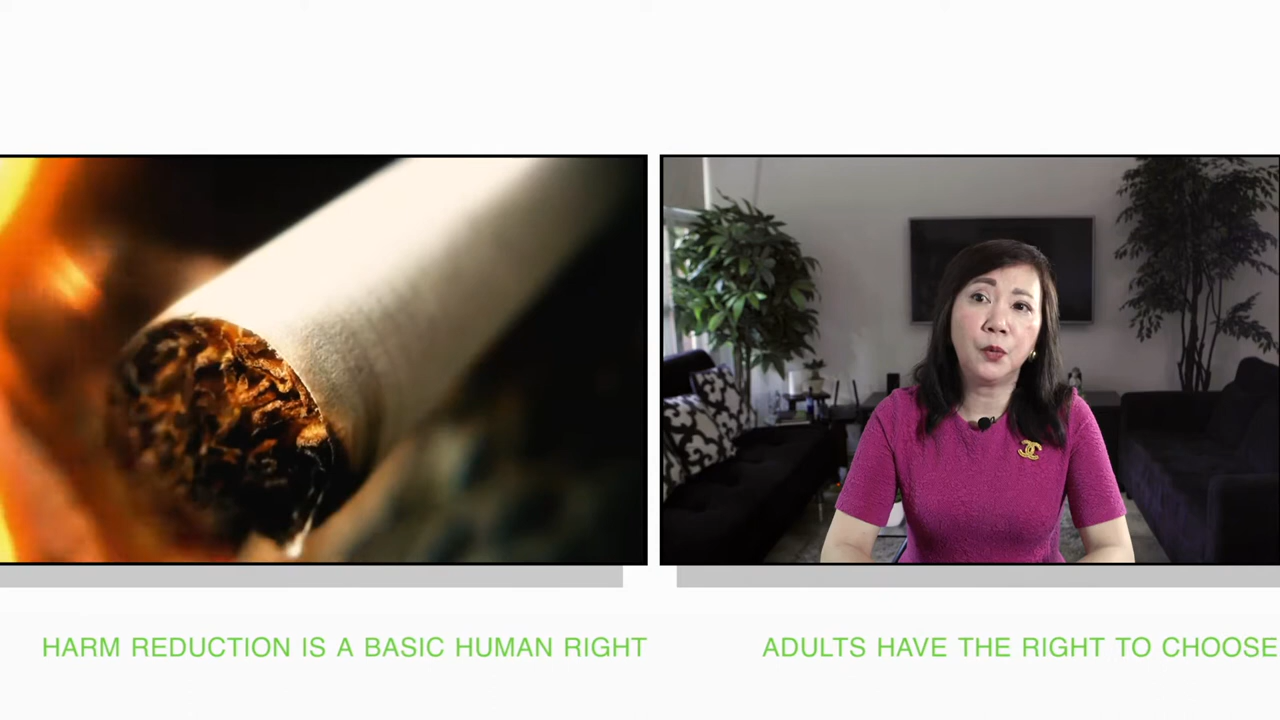 HARM REDUCTION IS A BASIC HUMAN RIGHT
ADULTS HAVE THE RIGHT TO CHOOSE